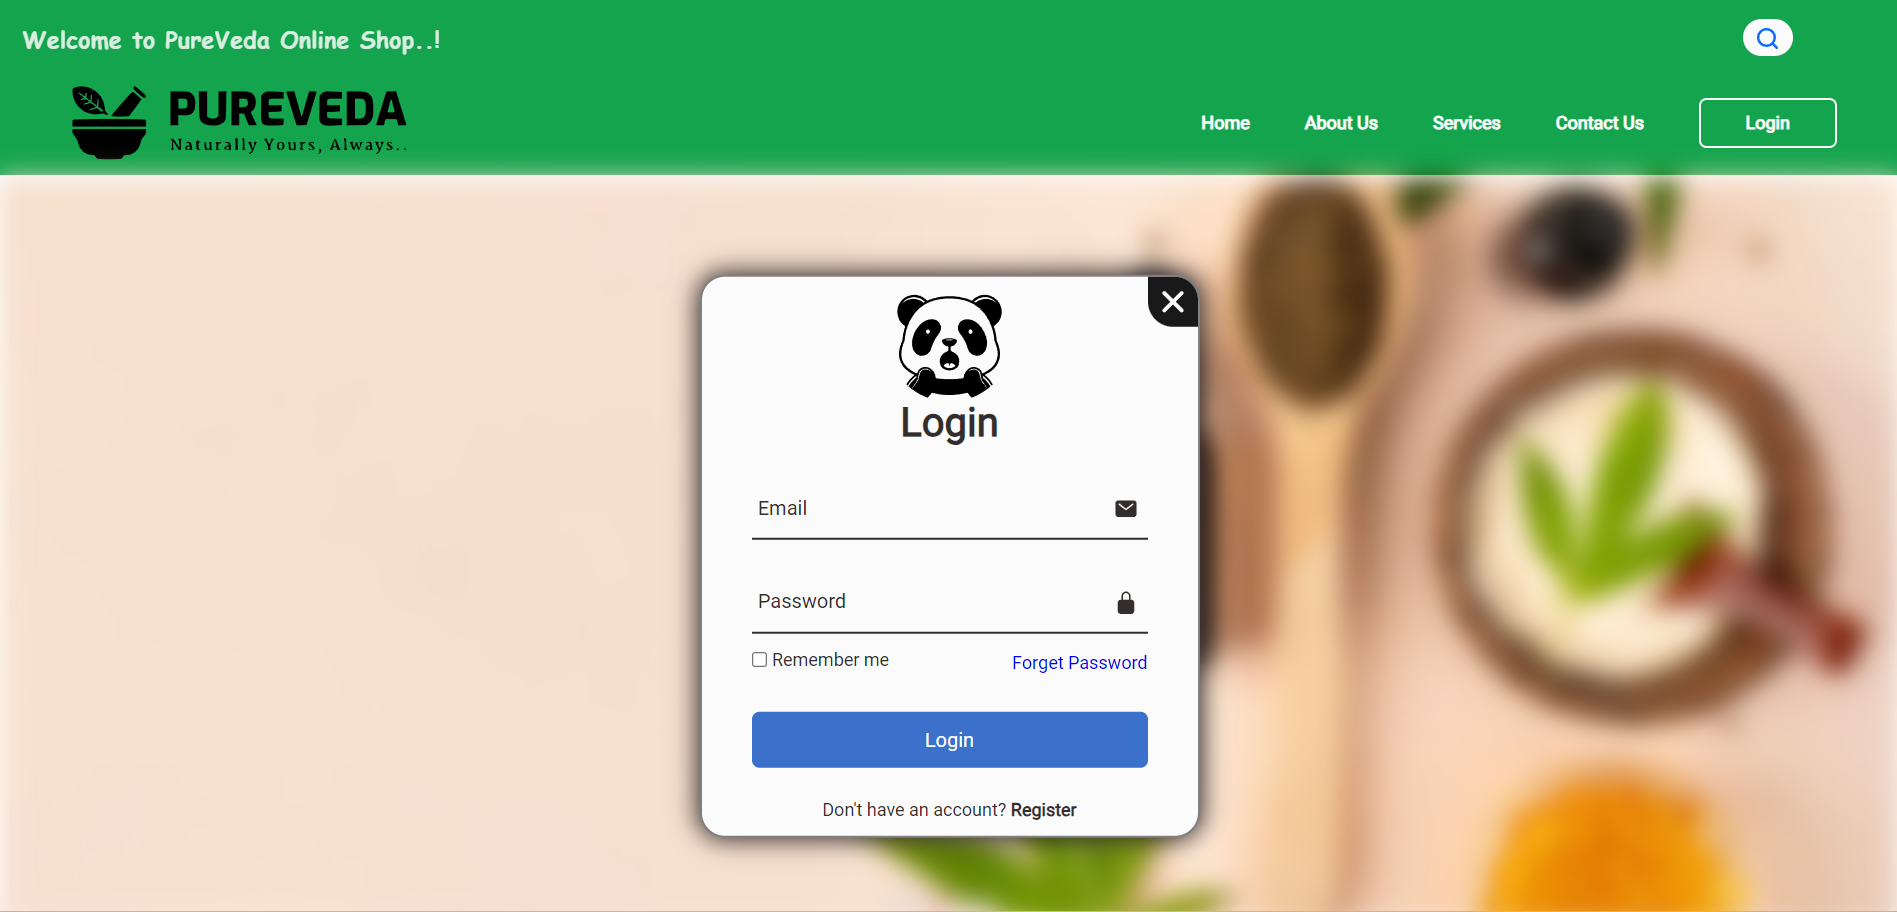 Welcome to PureVeda Online Shop..!
PUREVEDA
Naturally Yours, Always..
Home About Us Services Contact Us Login
Login
Email
Password
Remember me Forget Password
Login
Don't have an account? Register